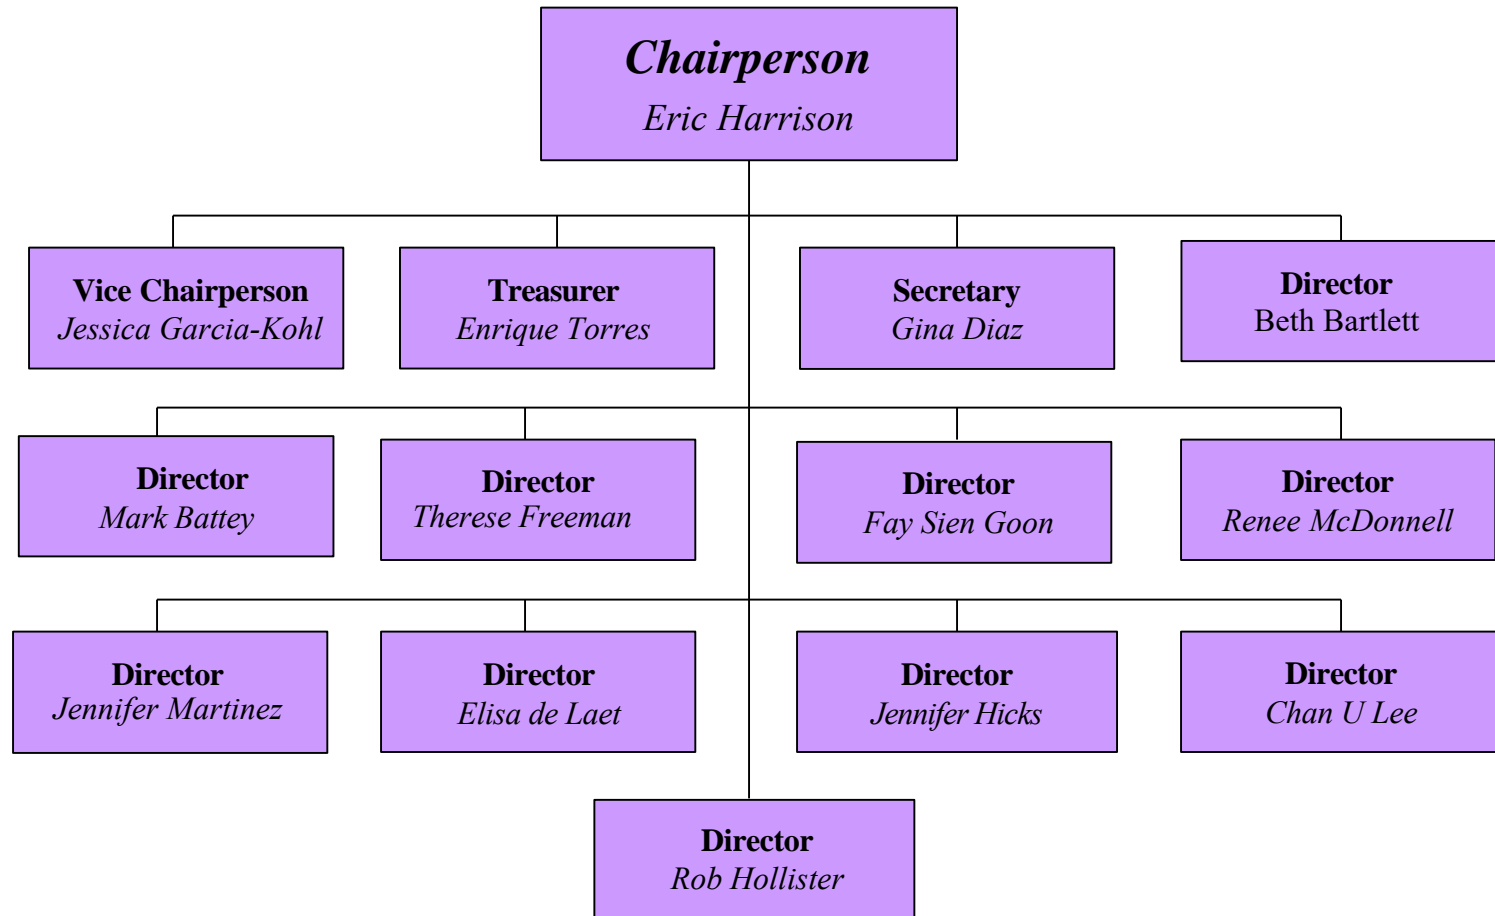 Chairperson
Eric Harrison
Vice Chairperson
Jessica Garcia-Kohl
Treasurer
Enrique Torres
Secretary
Gina Diaz
Director
Beth Bartlett
Director
Mark Battey
Director
Therese Freeman
Director
Fay Sien Goon
Director
Renee McDonnell
Director
Jennifer Martinez
Director
Elisa de Laet
Director
Jennifer Hicks
Director
Chan U Lee
Director
Rob Hollister